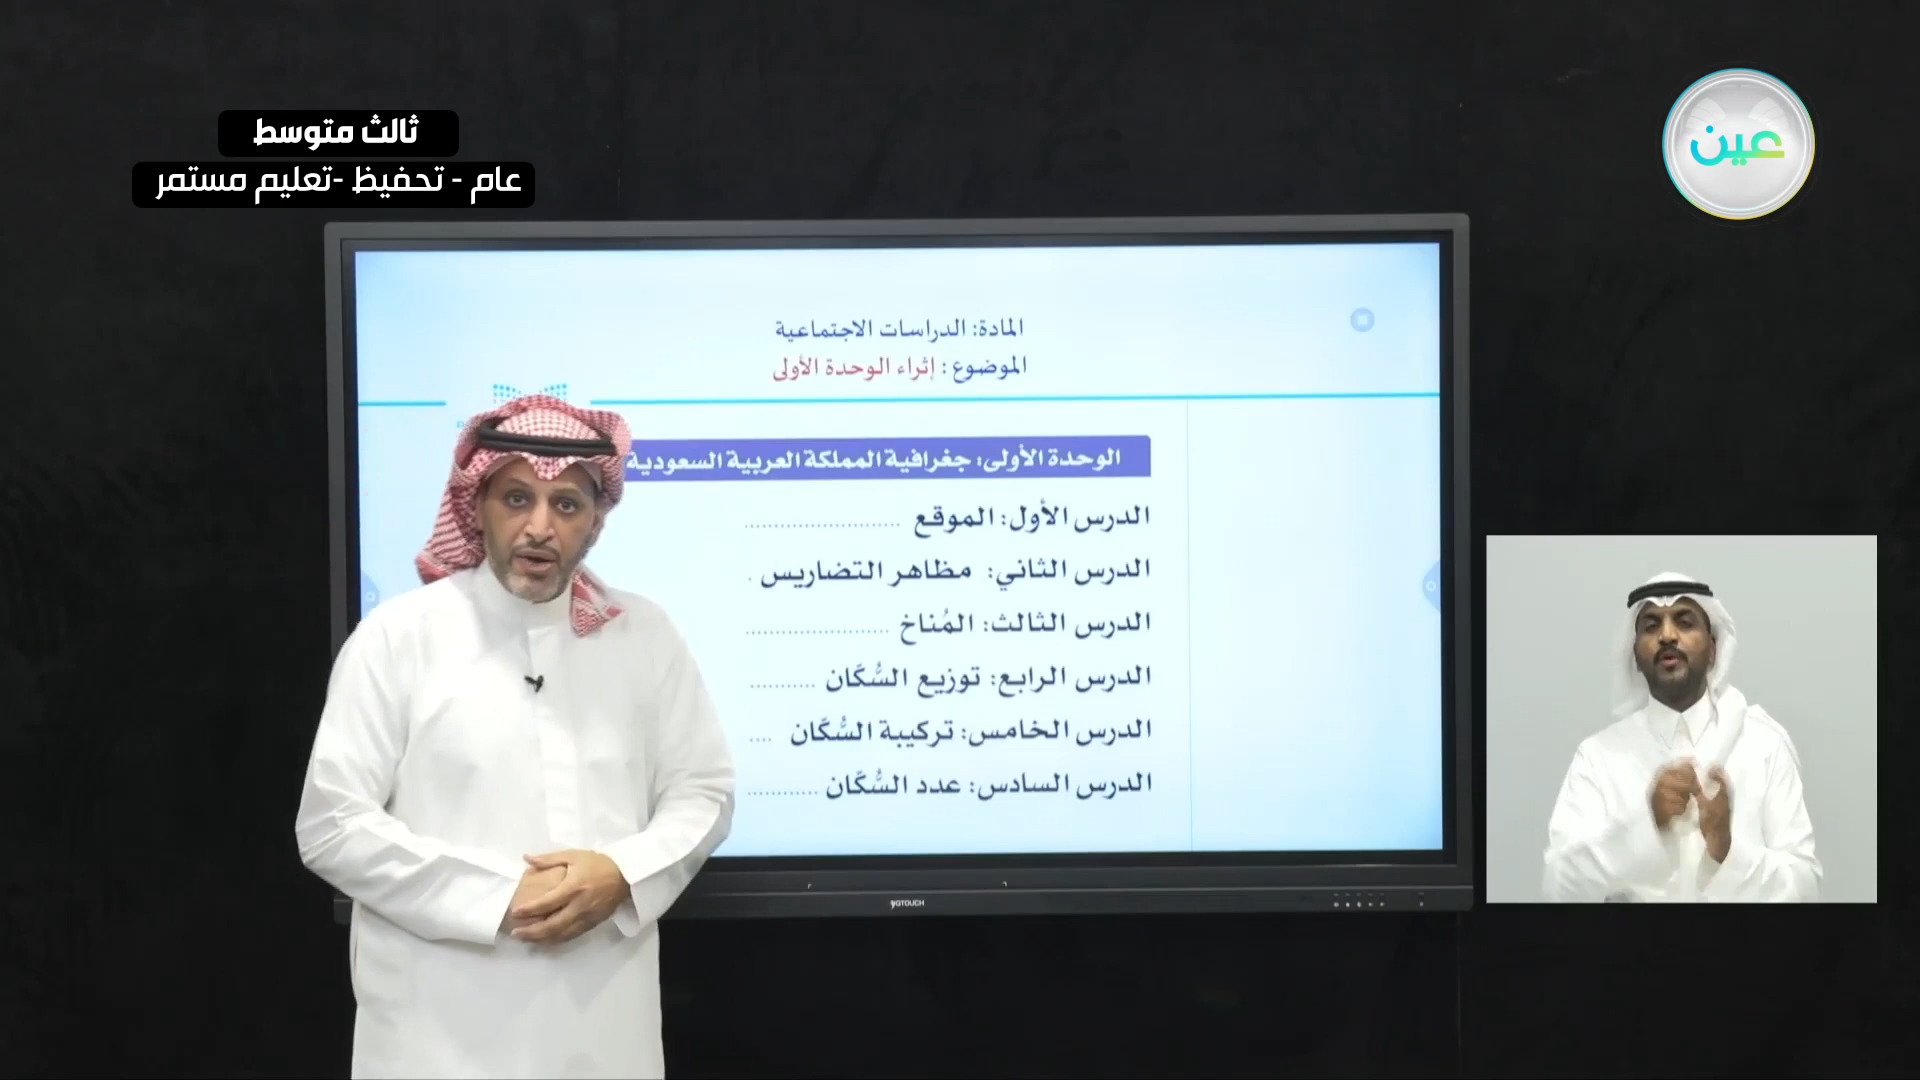 ثالث متوسط
عام - تحفيظ -تعليم مستمر
عين
المادة: الدراسات الاجتماعية
الموضوع : إثراء الوحدة الأولى
الوحدة الأولى: جغرافية المملكة العربية السعودية
الدرس الأول: الموقع ..........................
الدرس الثاني: مظاهر التضاريس .
الدرس الثالث: المُناخ ........................
الدرس الرابع: توزيع السُّكَّان ...........
الدرس الخامس: تركيبة السُّكَّان ....
الدرس السادس: عدد السُّكَّان ............